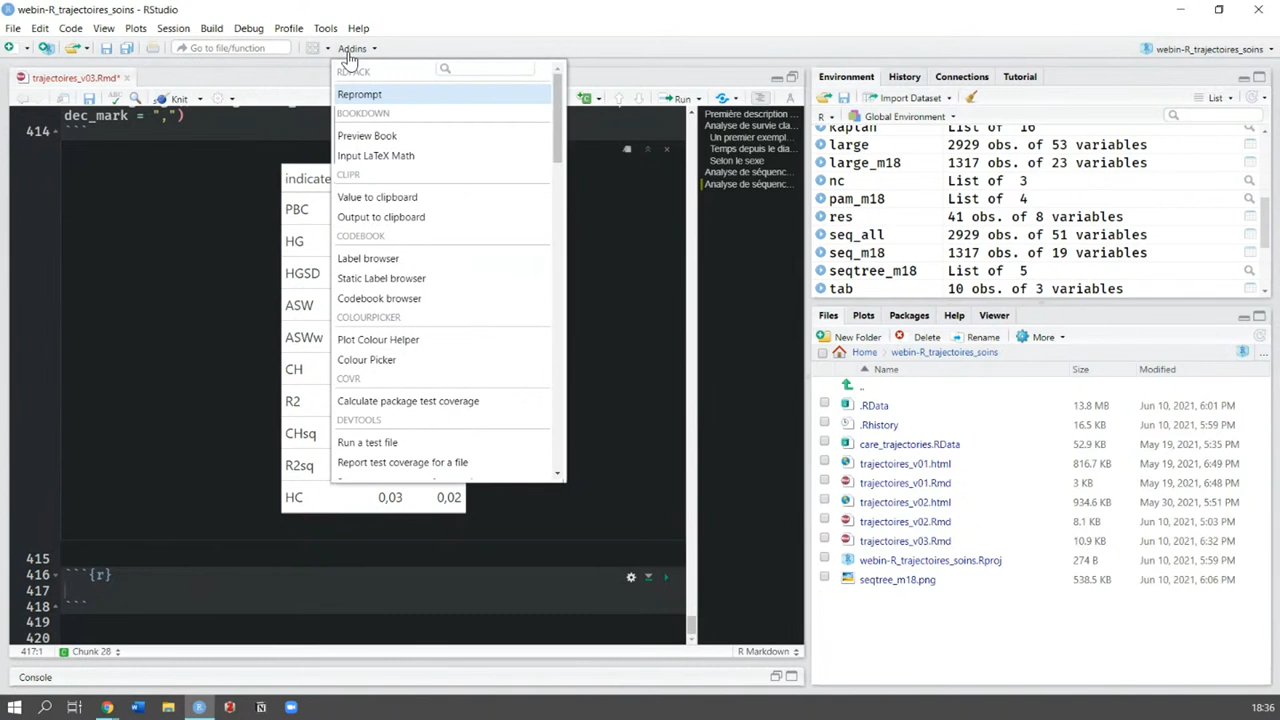 webin-R_trajectoires_soins - RStudio
File Edit Code View Plots Session Build Debug Profile Tools Help
Go to file/function Addins webin-R_trajectoires_soins
trajectoires_v03.Rmd*
Knit Run
dec_mark = ",")
414 ```
indicate
PBC
HG
HGSD
ASW
ASWw
CH
R2
CHsq
R2sq
HC 0,03 0,02
415
416 ```{r}
417
418 ```
419
420
417:1 Chunk 28 R Markdown
Console
Reprompt
BOOKDOWN
Preview Book
Input LaTeX Math
CLIPR
Value to clipboard
Output to clipboard
CODEBOOK
Label browser
Static Label browser
Codebook browser
COLOURPICKER
Plot Colour Helper
Colour Picker
COVR
Calculate package test coverage
DEVTOOLS
Run a test file
Report test coverage for a file
Première description ...
Analyse de survie cla...
Un premier exempl...
Temps depuis le dia...
Selon le sexe
Analyse de séquenc...
Analyse de séquenc...
Environment History Connections Tutorial
Import Dataset List
R Global Environment
kaplan List of 16
large 2929 obs. of 53 variables
large_m18 1317 obs. of 23 variables
nc List of 3
pam_m18 List of 4
res 41 obs. of 8 variables
seq_all 2929 obs. of 51 variables
seq_m18 1317 obs. of 19 variables
seqtree_m18 List of 5
tab 10 obs. of 3 variables
Files Plots Packages Help Viewer
New Folder Delete Rename More
Home webin-R_trajectoires_soins ...
Name Size Modified
..
.RData 13.8 MB Jun 10, 2021, 6:01 PM
.Rhistory 16.5 KB Jun 10, 2021, 5:59 PM
care_trajectories.RData May 19, 2021, 5:35 PM
trajectoires_v01.html 816.7 KB May 19, 2021, 6:49 PM
trajectoires_v01.Rmd 3 KB May 19, 2021, 6:48 PM
trajectoires_v02.html 934.6 KB May 30, 2021, 5:51 PM
trajectoires_v02.Rmd 8.1 KB Jun 10, 2021, 5:03 PM
trajectoires_v03.Rmd 10.9 KB Jun 10, 2021, 6:32 PM
webin-R_trajectoires_soins.Rproj 274 B Jun 10, 2021, 5:59 PM
seqtree_m18.png 538.5 KB Jun 10, 2021, 6:06 PM
18:36